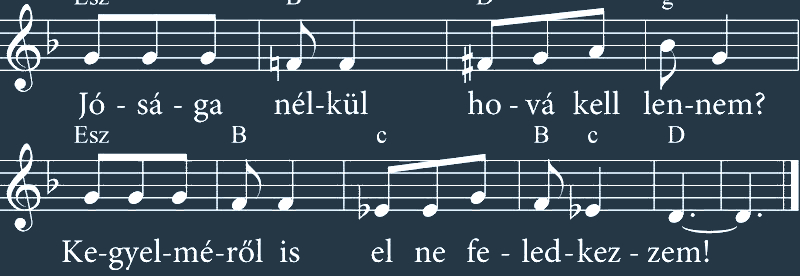 Esz B D g
Jó - sá - ga nél-kül ho - vá kell len-nem?
Esz B c B c D
Ke-gyel-mé-ről is el ne fe - led-kez - zem!